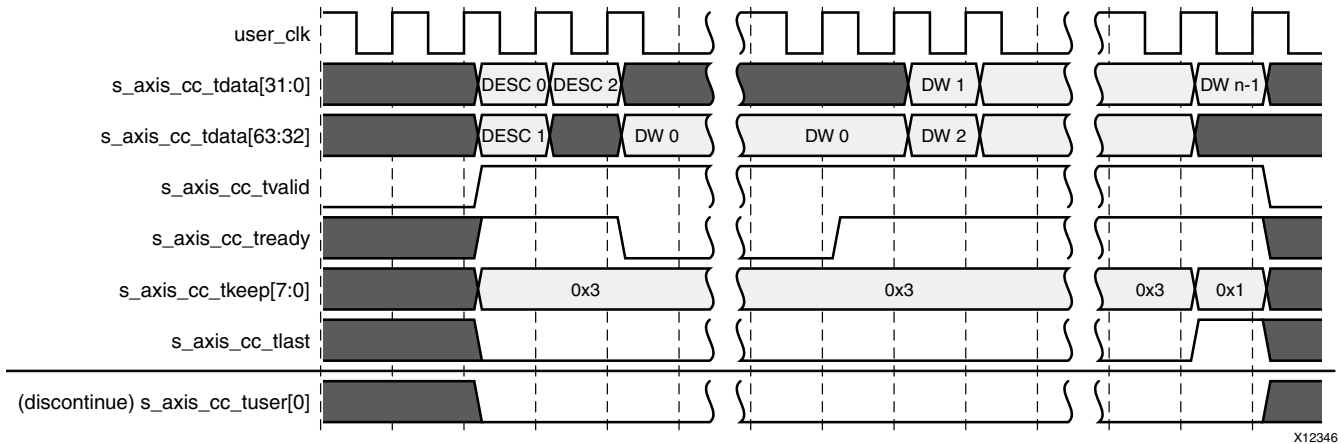 user_clk
s_axis_cc_tdata[31:0] DESC 0 DESC 2 DW 1 DW n-1
s_axis_cc_tdata[63:32] DESC 1 DW 0 DW 0 DW 2
s_axis_cc_tvalid
s_axis_cc_tready
s_axis_cc_tkeep[7:0] 0x3 0x3 0x3 0x1
s_axis_cc_tlast
(discontinue) s_axis_cc_tuser[0]
X12346